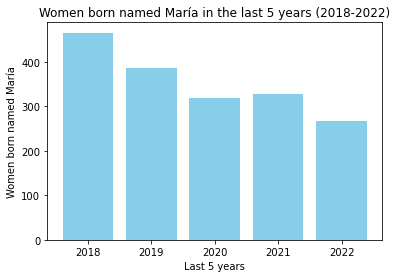 Women born named María in the last 5 years (2018-2022)
Women born named María
400
300
200
100
0
2018 2019 2020 2021 2022
Last 5 years